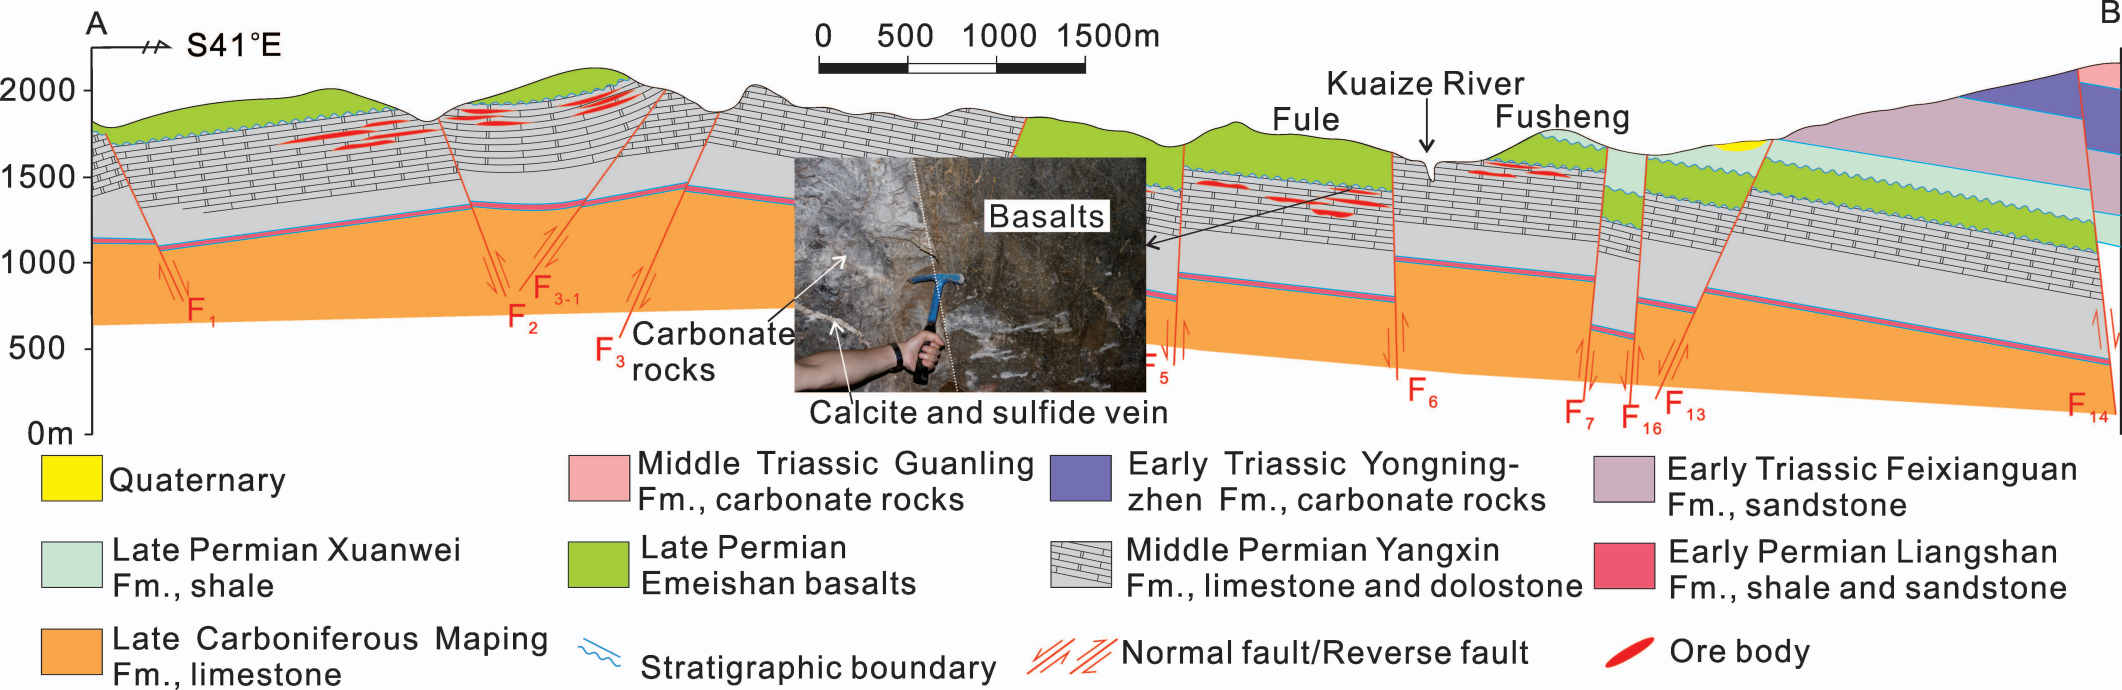 A
B
S41°E
0 500 1000 1500m
2000
1500
1000
500
0m
Kuaize River
Fule
Fusheng
Basalts
Carbonate
rocks
Calcite and sulfide vein
F1
F2
F3-1
F3
F5
F6
F7
F16
F13
F14
Quaternary
Middle Triassic Guanling
Fm., carbonate rocks
Early Triassic Yongning-
zhen Fm., carbonate rocks
Early Triassic Feixianguan
Fm., sandstone
Late Permian Xuanwei
Fm., shale
Late Permian
Emeishan basalts
Middle Permian Yangxin
Fm., limestone and dolostone
Early Permian Liangshan
Fm., shale and sandstone
Late Carboniferous Maping
Fm., limestone
Stratigraphic boundary
Normal fault/Reverse fault
Ore body